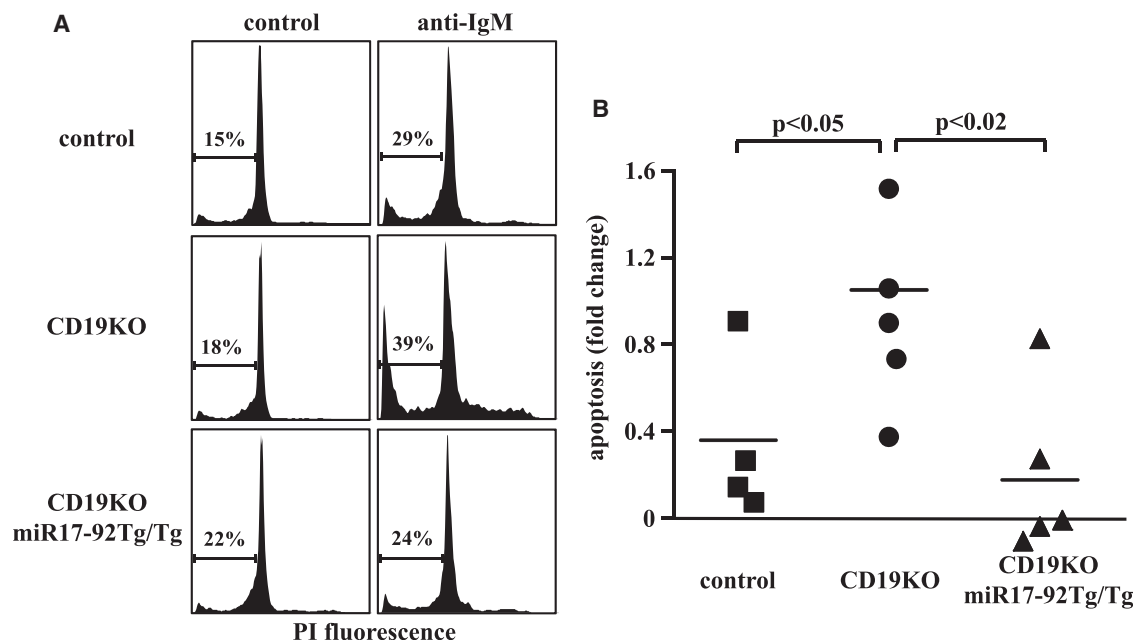 A
control
anti-IgM
control
15%
29%
CD19KO
18%
39%
CD19KO
miR17-92Tg/Tg
22%
24%
PI fluorescence
B
p<0.05
p<0.02
apoptosis (fold change)
1.6
1.2
0.8
0.4
0
control
CD19KO
CD19KO
miR17-92Tg/Tg